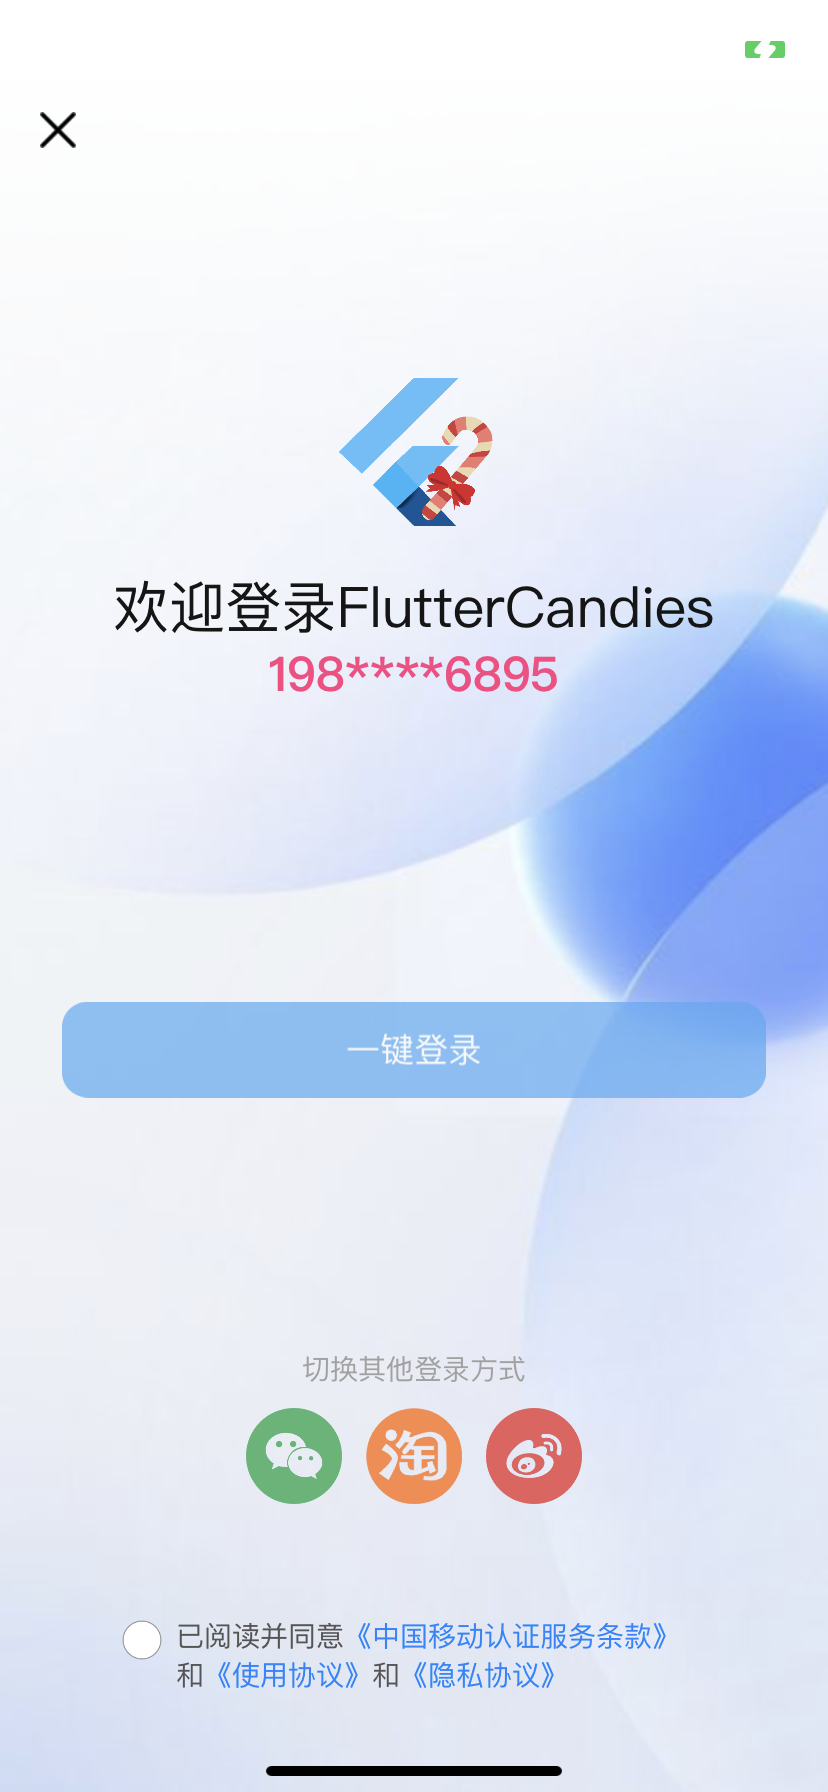 欢迎登录FlutterCandies
198****6895
一键登录
切换其他登录方式
淘
已阅读并同意《中国移动认证服务条款》
和《使用协议》和《隐私协议》